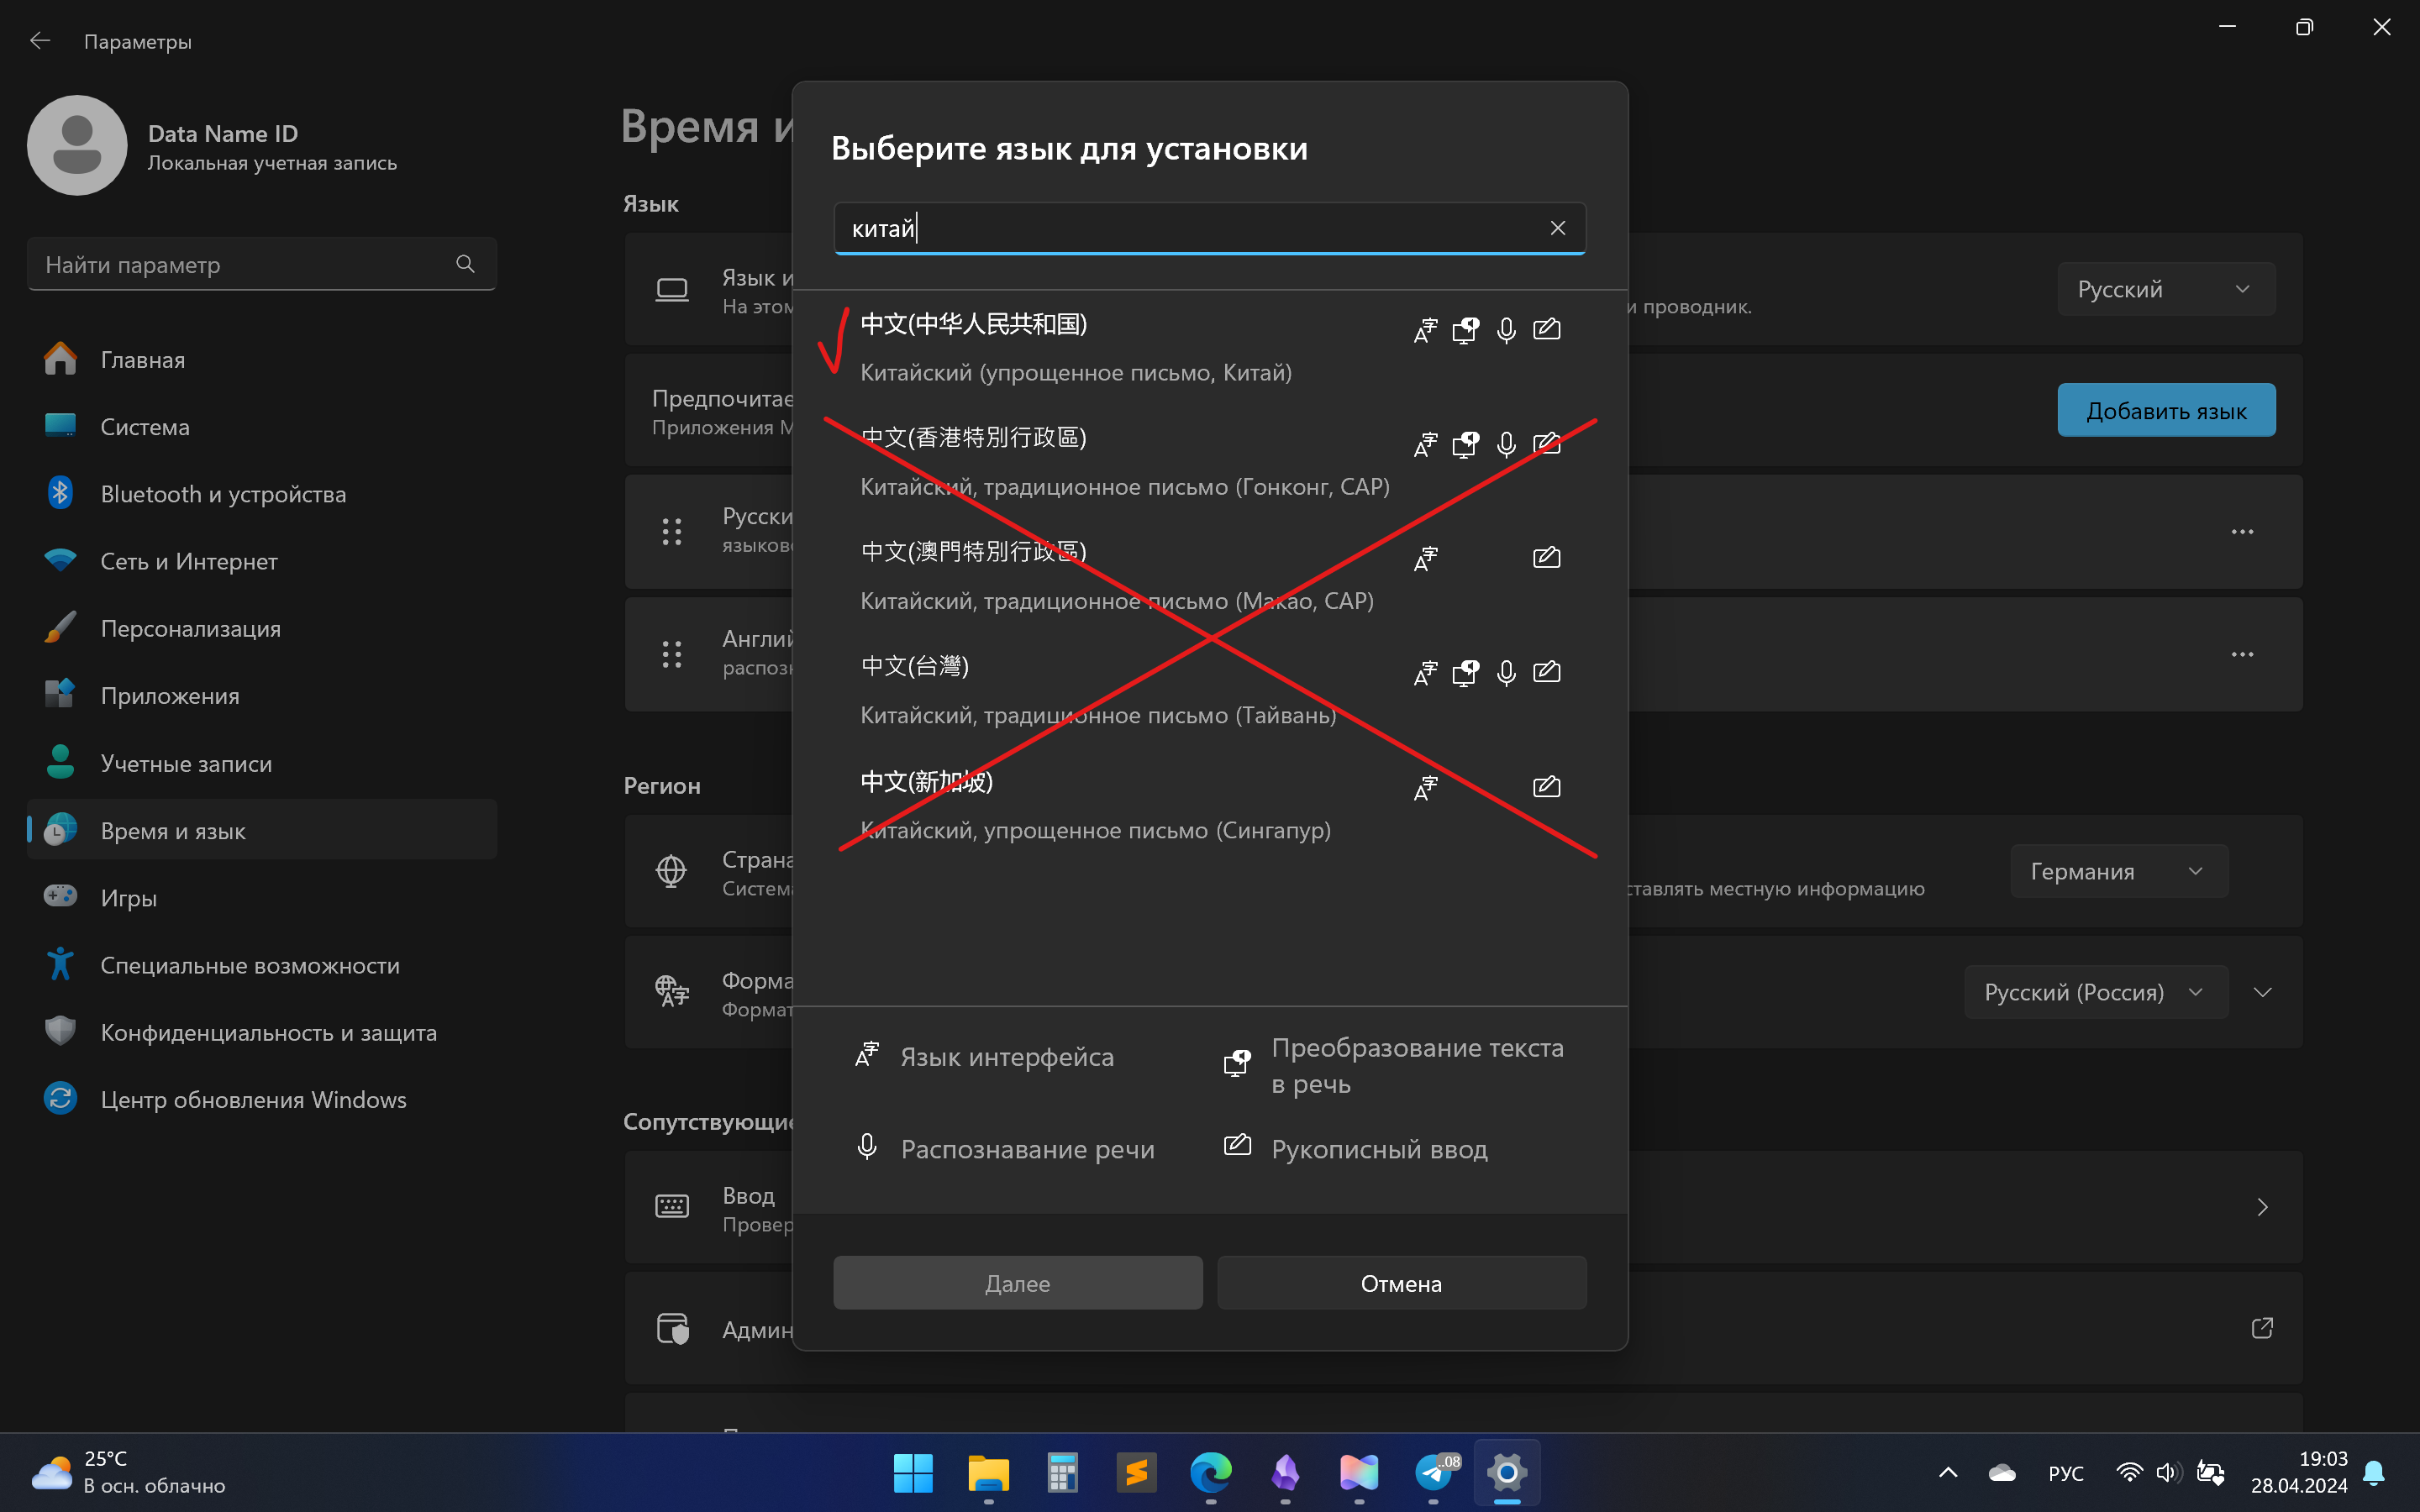 Параметры
Data Name ID
Локальная учетная запись
Найти параметр
Главная
Система
Bluetooth и устройства
Сеть и Интернет
Персонализация
Приложения
Учетные записи
Время и язык
Игры
Специальные возможности
Конфиденциальность и защита
Центр обновления Windows
Время и
Язык
Язык и
На этом
и проводник.
Русский
Предпочитае
Приложения M
Добавить язык
Русски
языков
Англий
распозн
Регион
Страна
Систем
ставлять местную информацию
Германия
Форма
Формат
Русский (Россия)
Сопутствующие
Ввод
Провер
Админ
Выберите язык для установки
китай
中文(中华人民共和国)
Китайский (упрощенное письмо, Китай)
中文(香港特別行政區)
Китайский, традиционное письмо (Гонконг, САР)
中文(澳門特別行政區)
Китайский, традиционное письмо (Макао, САР)
中文(台灣)
Китайский, традиционное письмо (Тайвань)
中文(新加坡)
Китайский, упрощенное письмо (Сингапур)
Язык интерфейса
Преобразование текста
в речь
Распознавание речи
Рукописный ввод
Далее
Отмена
25°C
В осн. облачно
..08
РУС
19:03
28.04.2024